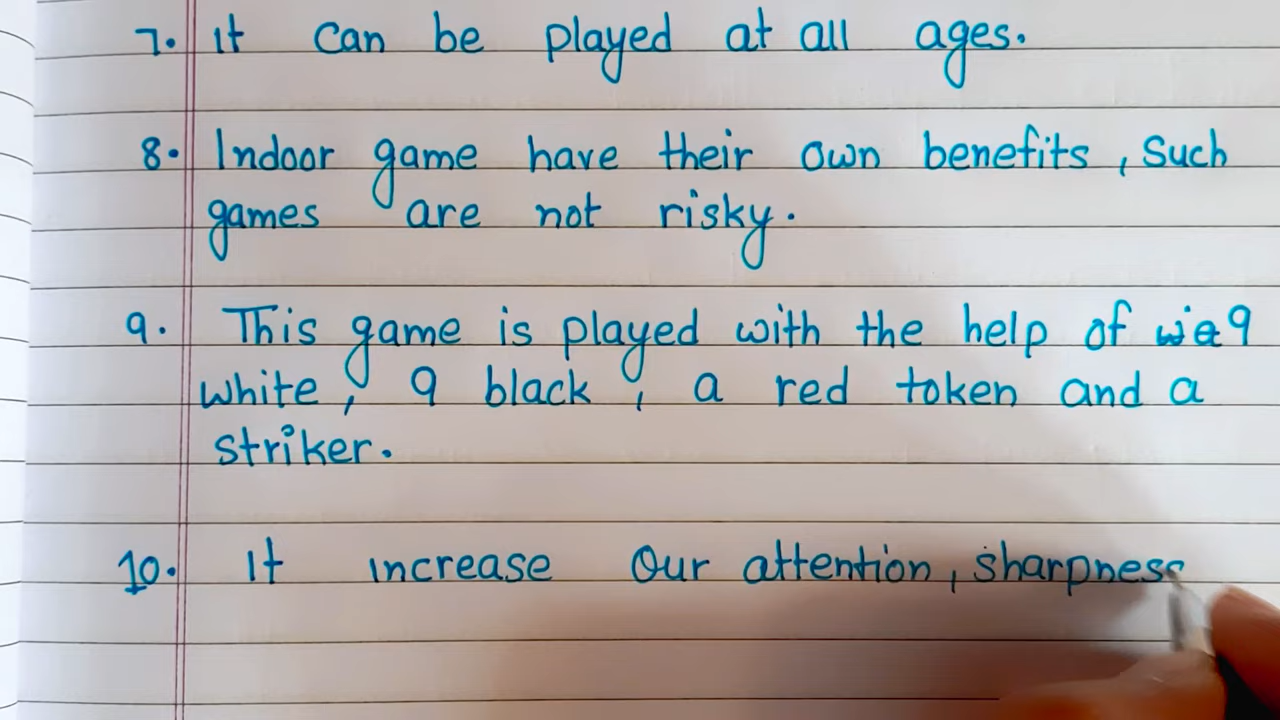 7. It can be played at all ages.
8. Indoor game have their own benefits, Such
games are not risky.
9. This game is played with the help of 9
white, 9 black, a red token and a
striker.
10. It increase Our attention, sharpness